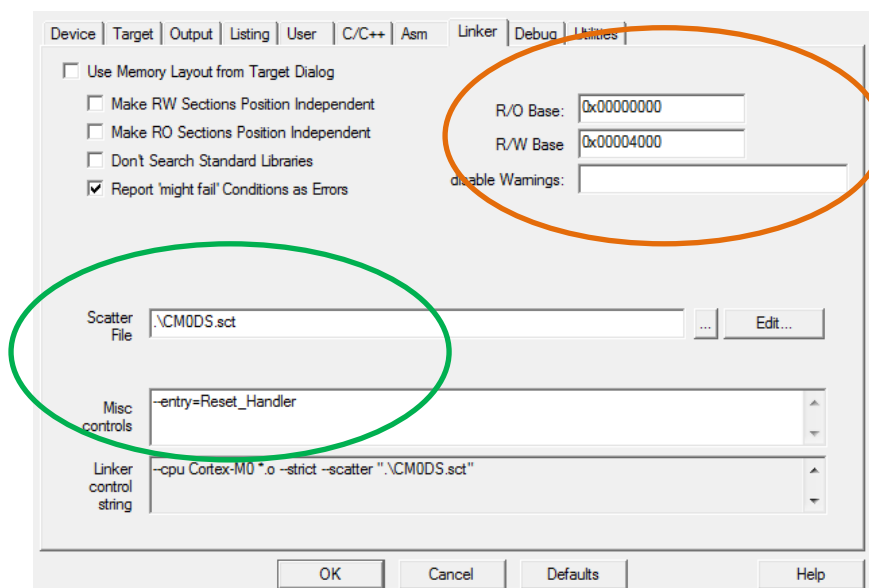 Device Target Output Listing User C/C++ Asm Linker Debug Utilities
Use Memory Layout from Target Dialog
Make RW Sections Position Independent
Make RO Sections Position Independent
Don't Search Standard Libraries
Report 'might fail' Conditions as Errors
R/O Base: 0x00000000
R/W Base 0x00004000
disable Warnings:
Scatter
File
.\CM0DS.sct
...
Edit...
Misc
controls
--entry=Reset_Handler
Linker
control
string
--cpu Cortex-M0 *.o --strict --scatter ".\CM0DS.sct"
OK Cancel Defaults Help